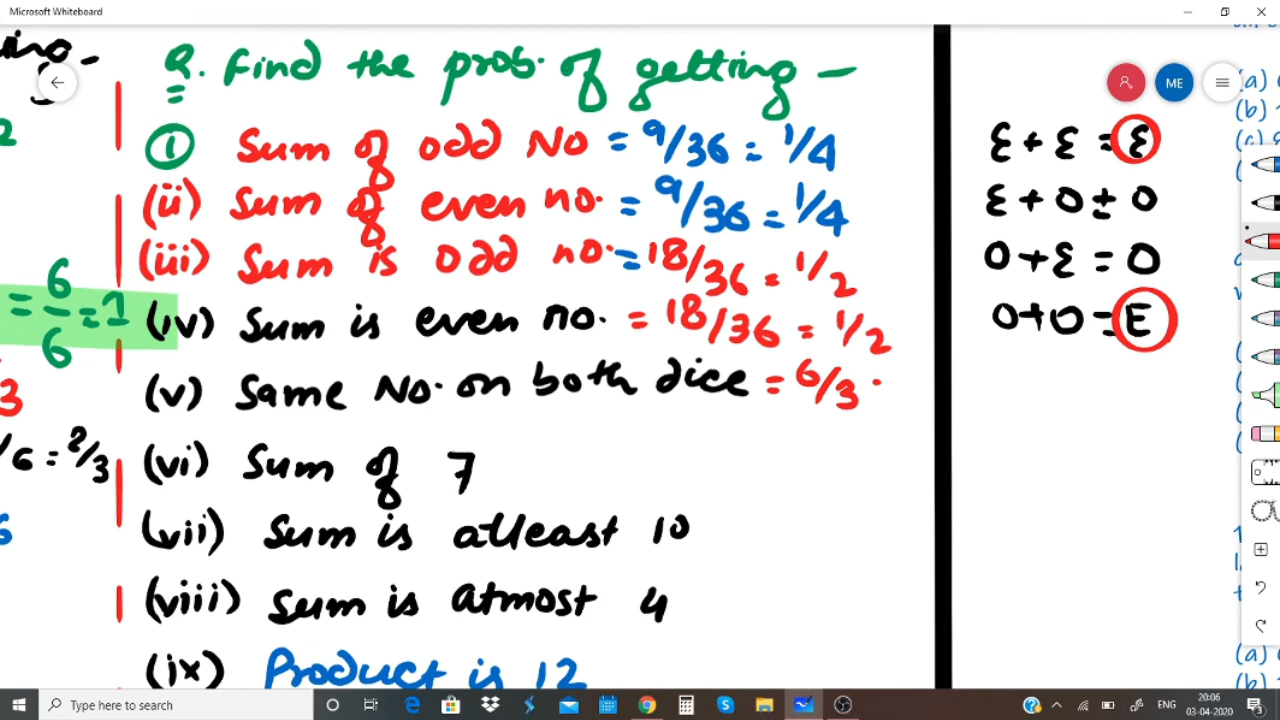 Microsoft Whiteboard
Q. Find the prob. of getting -
① Sum of odd No = 9/36 = 1/4
(ii) Sum of even no. = 9/36 = 1/4
(iii) Sum is odd no. = 18/36 = 1/2
= 6/6 = 1
(iv) Sum is even no. = 18/36 = 1/2
(v) Same No. on both dice = 6/3
/6 = 2/3
(vi) Sum of 7
(vii) Sum is atleast 10
(viii) Sum is atmost 4
(ix) Product is 12
ME
E + E = E
E + O = O
O + E = O
O + O = E
(a)
(b)
(c)
(a)
Type here to search
ENG
20:06
03-04-2020